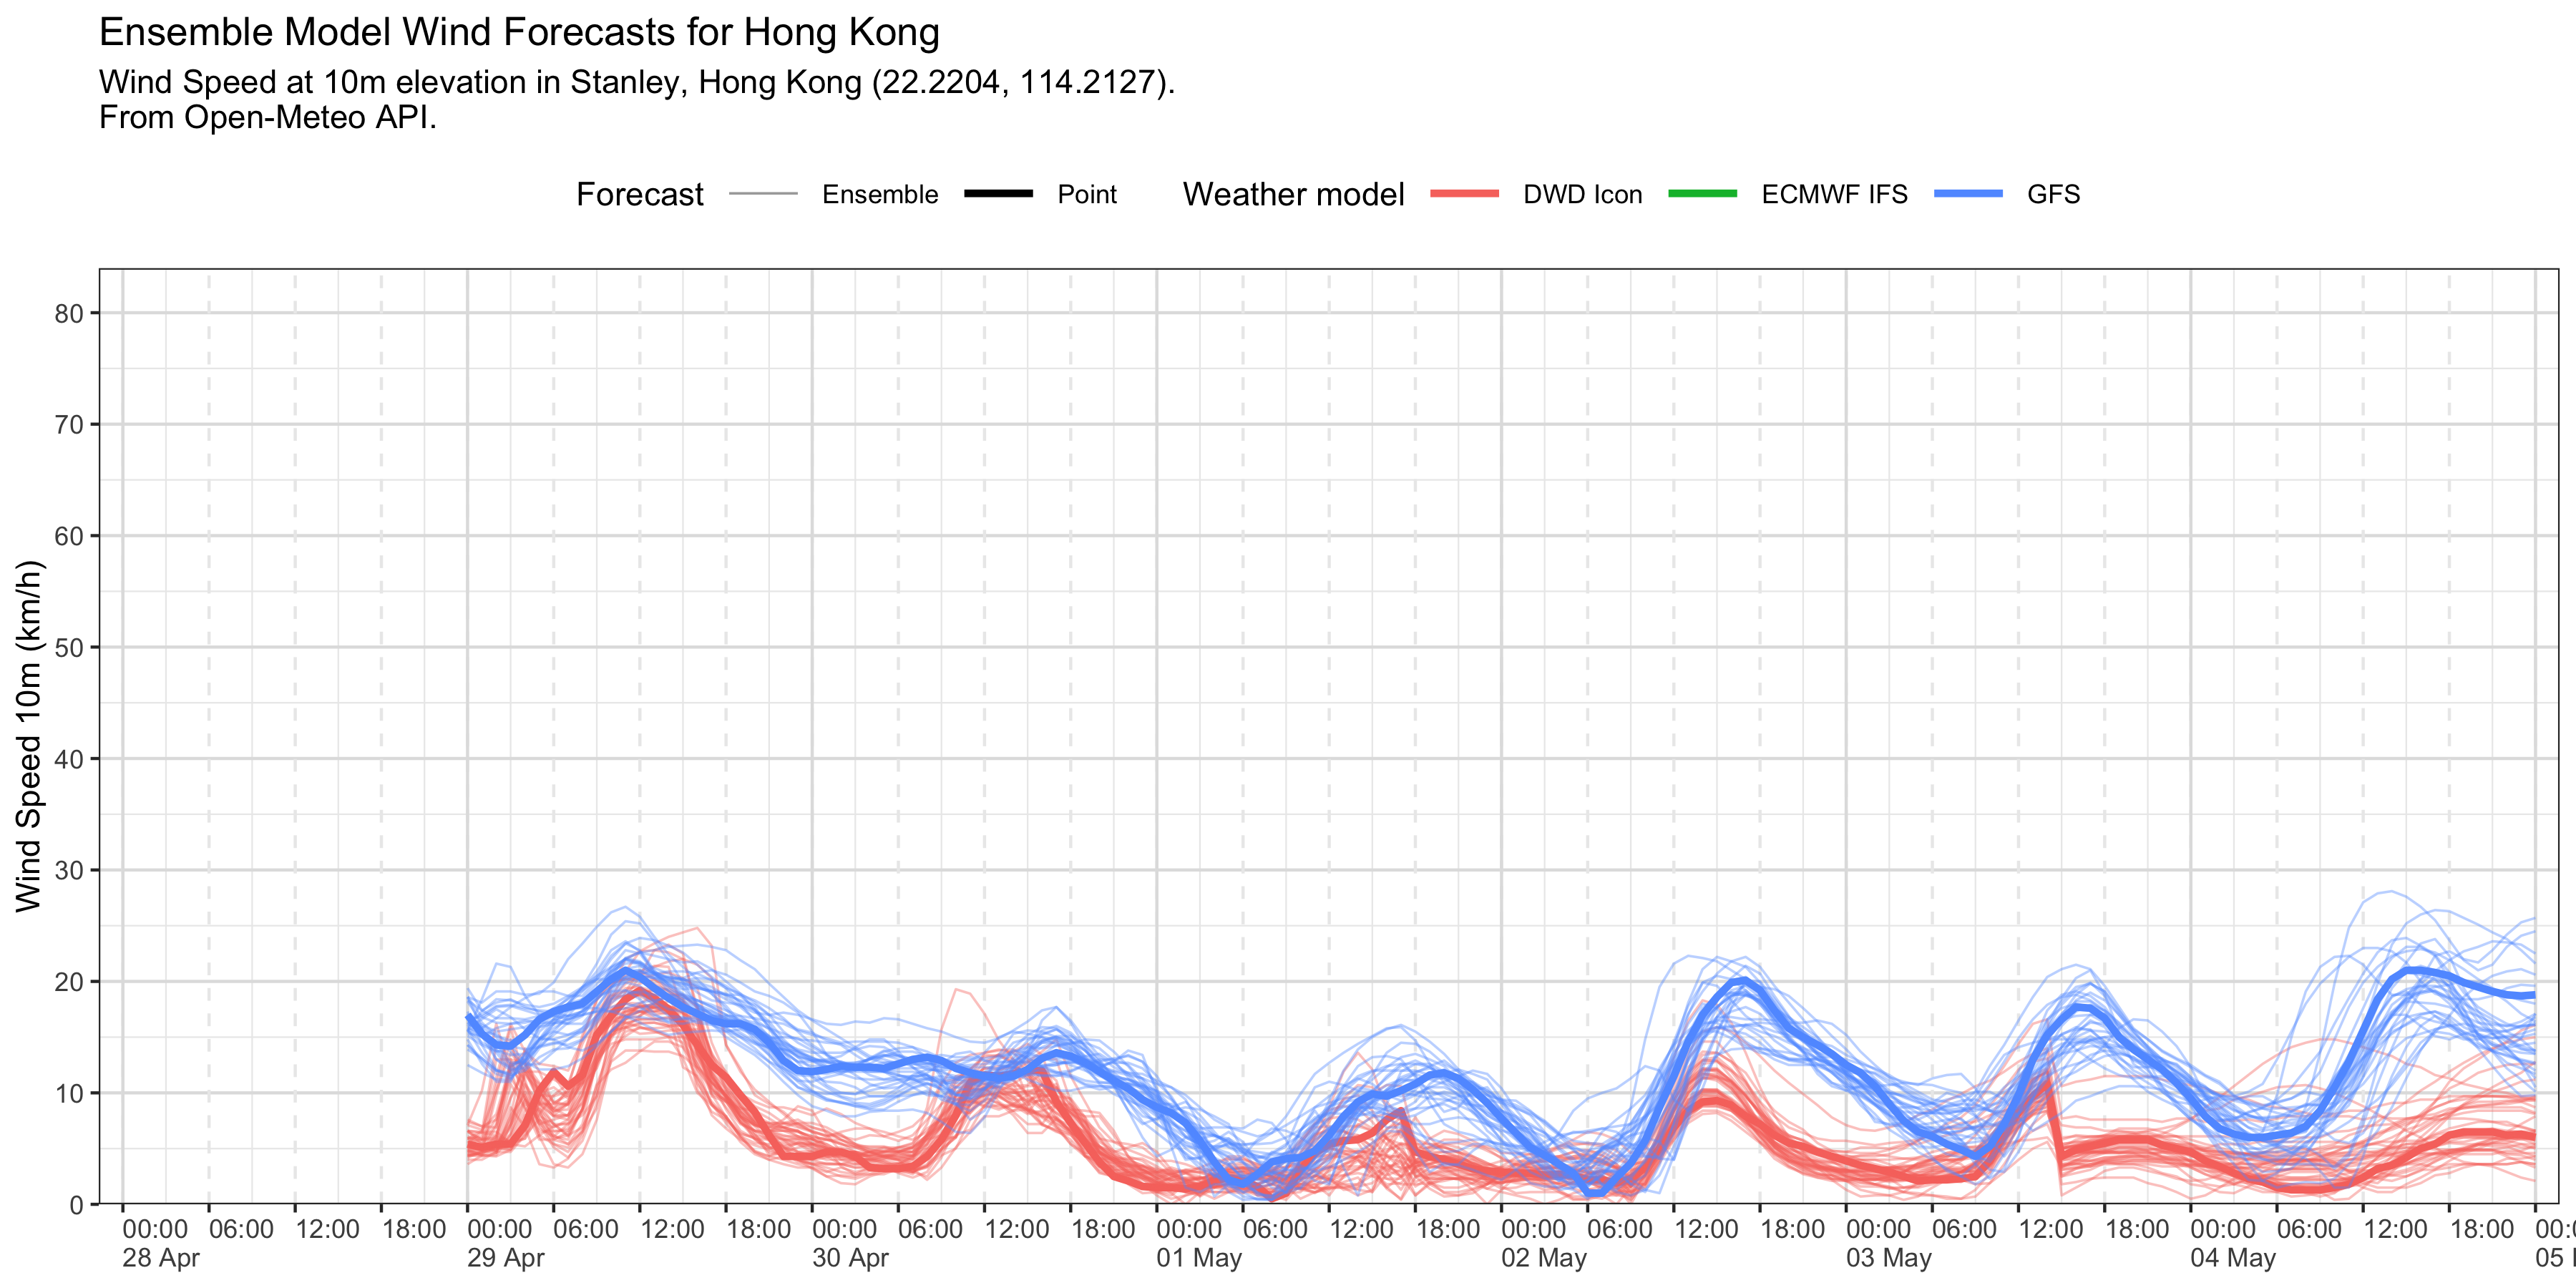 Ensemble Model Wind Forecasts for Hong Kong
Wind Speed at 10m elevation in Stanley, Hong Kong (22.2204, 114.2127).
From Open-Meteo API.
Forecast Ensemble Point Weather model DWD Icon ECMWF IFS GFS
Wind Speed 10m (km/h)
80
70
60
50
40
30
20
10
0
00:00 06:00 12:00 18:00 00:00 06:00 12:00 18:00 00:00 06:00 12:00 18:00 00:00 06:00 12:00 18:00 00:00 06:00 12:00 18:00 00:00 06:00 12:00 18:00 00:00 06:00 12:00 18:00 00:0
28 Apr 29 Apr 30 Apr 01 May 02 May 03 May 04 May 05